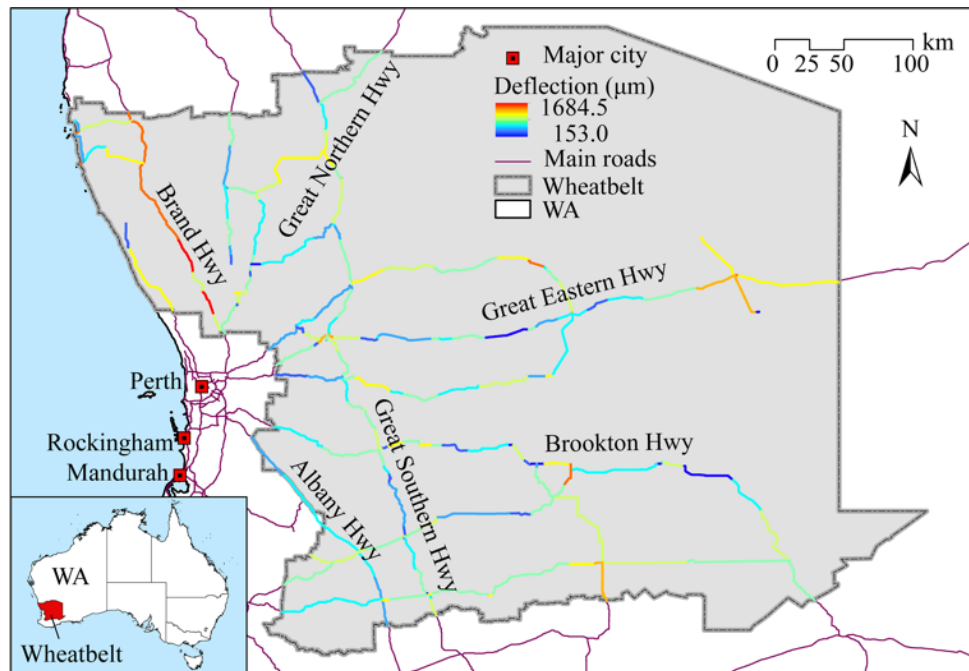 Major city
Deflection (μm)
1684.5
153.0
Main roads
Wheatbelt
WA
0 25 50 100
km
N
Great Northern Hwy
Brand Hwy
Great Eastern Hwy
Perth
Rockingham
Mandurah
Great Southern Hwy
Brookton Hwy
Albany Hwy
WA
Wheatbelt